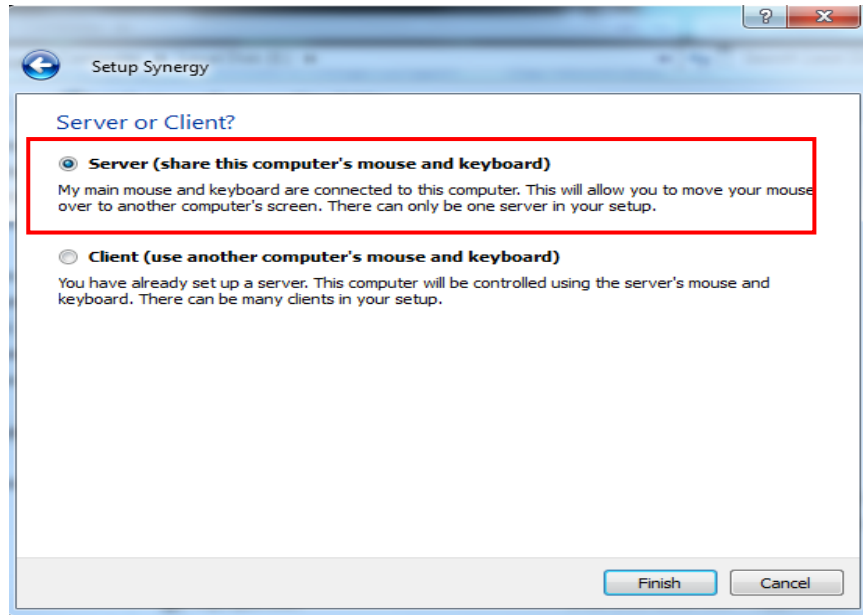 ?
Setup Synergy
Server or Client?
Server (share this computer's mouse and keyboard)
My main mouse and keyboard are connected to this computer. This will allow you to move your mouse
over to another computer's screen. There can only be one server in your setup.
Client (use another computer's mouse and keyboard)
You have already set up a server. This computer will be controlled using the server's mouse and
keyboard. There can be many clients in your setup.
Finish Cancel